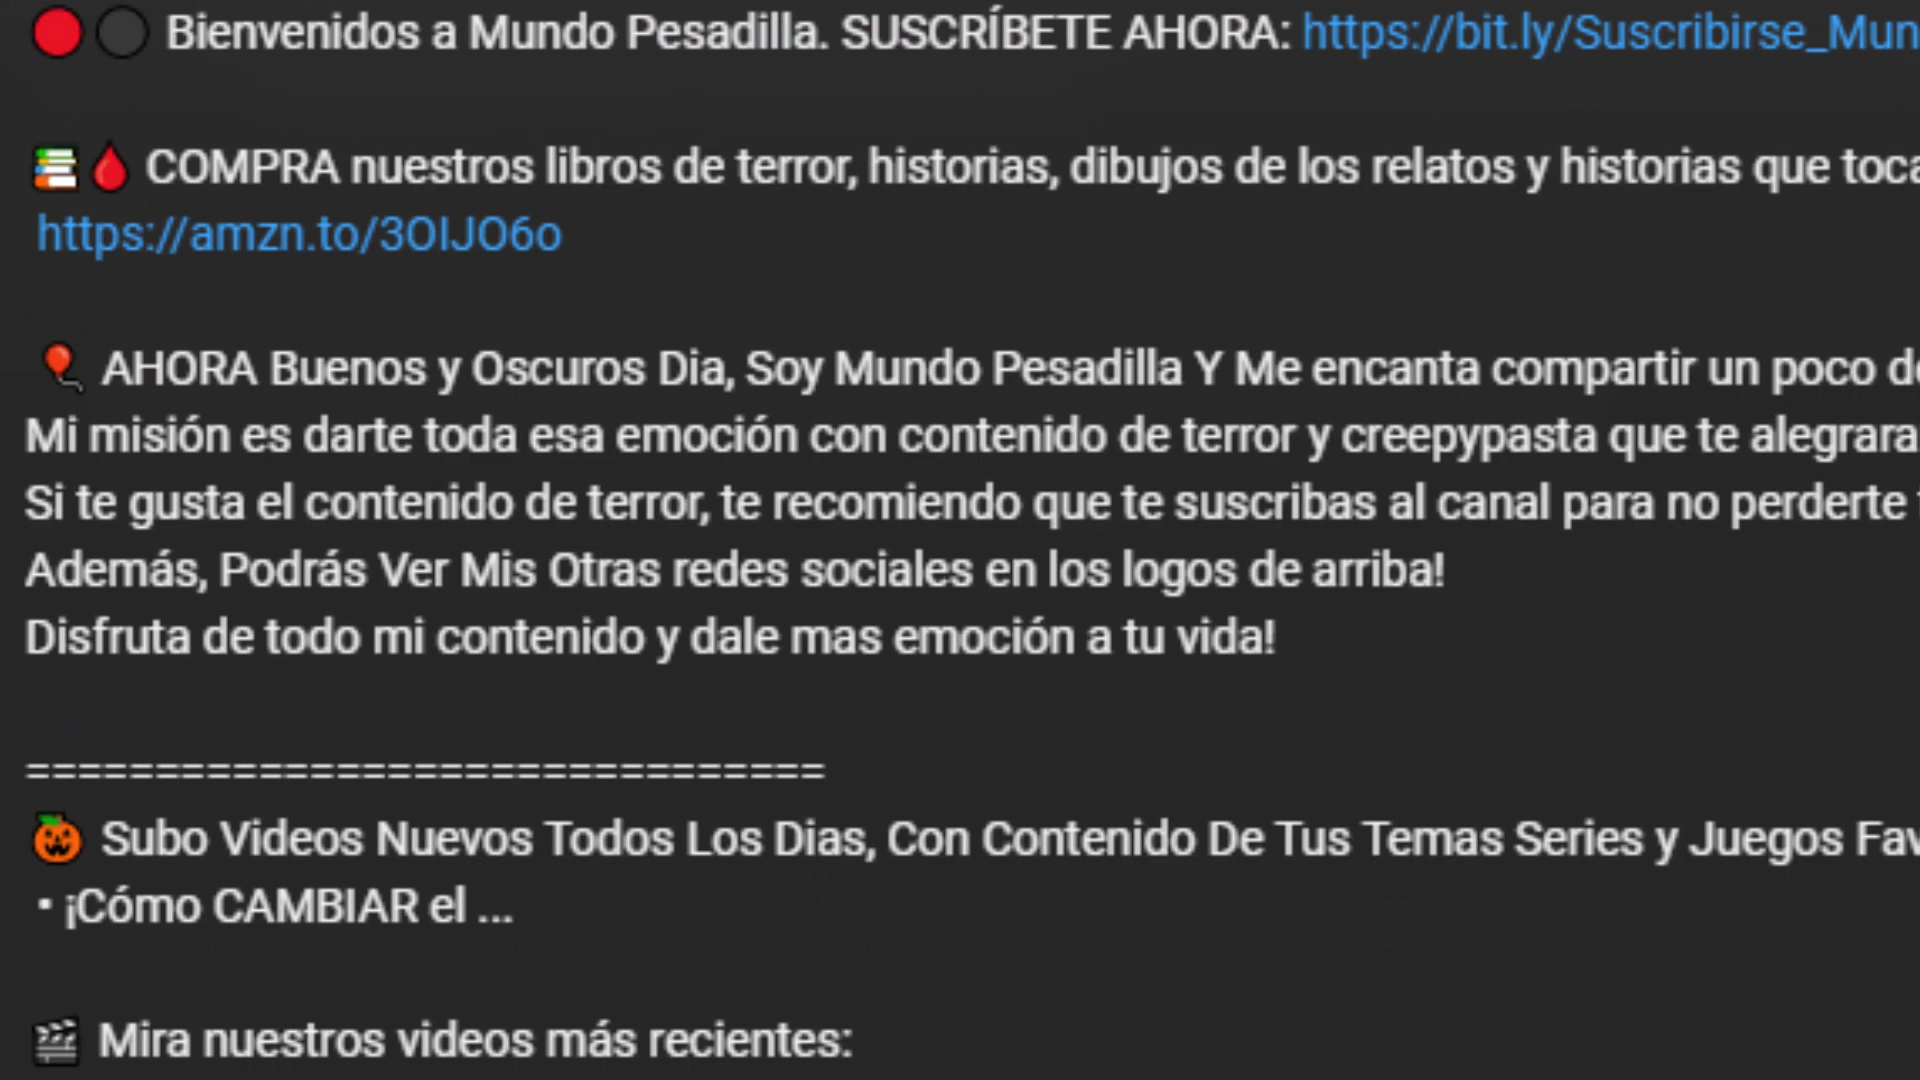 🔴⚫ Bienvenidos a Mundo Pesadilla. SUSCRÍBETE AHORA: https://bit.ly/Suscribirse_Mun
📚🩸 COMPRA nuestros libros de terror, historias, dibujos de los relatos y historias que toca
https://amzn.to/3OIJO6o
🎈 AHORA Buenos y Oscuros Dia, Soy Mundo Pesadilla Y Me encanta compartir un poco de
Mi misión es darte toda esa emoción con contenido de terror y creepypasta que te alegrara
Si te gusta el contenido de terror, te recomiendo que te suscribas al canal para no perderte
Además, Podrás Ver Mis Otras redes sociales en los logos de arriba!
Disfruta de todo mi contenido y dale mas emoción a tu vida!
===============================
🎃 Subo Videos Nuevos Todos Los Dias, Con Contenido De Tus Temas Series y Juegos Fav
▪ ¡Cómo CAMBIAR el ...
🎬 Mira nuestros videos más recientes: